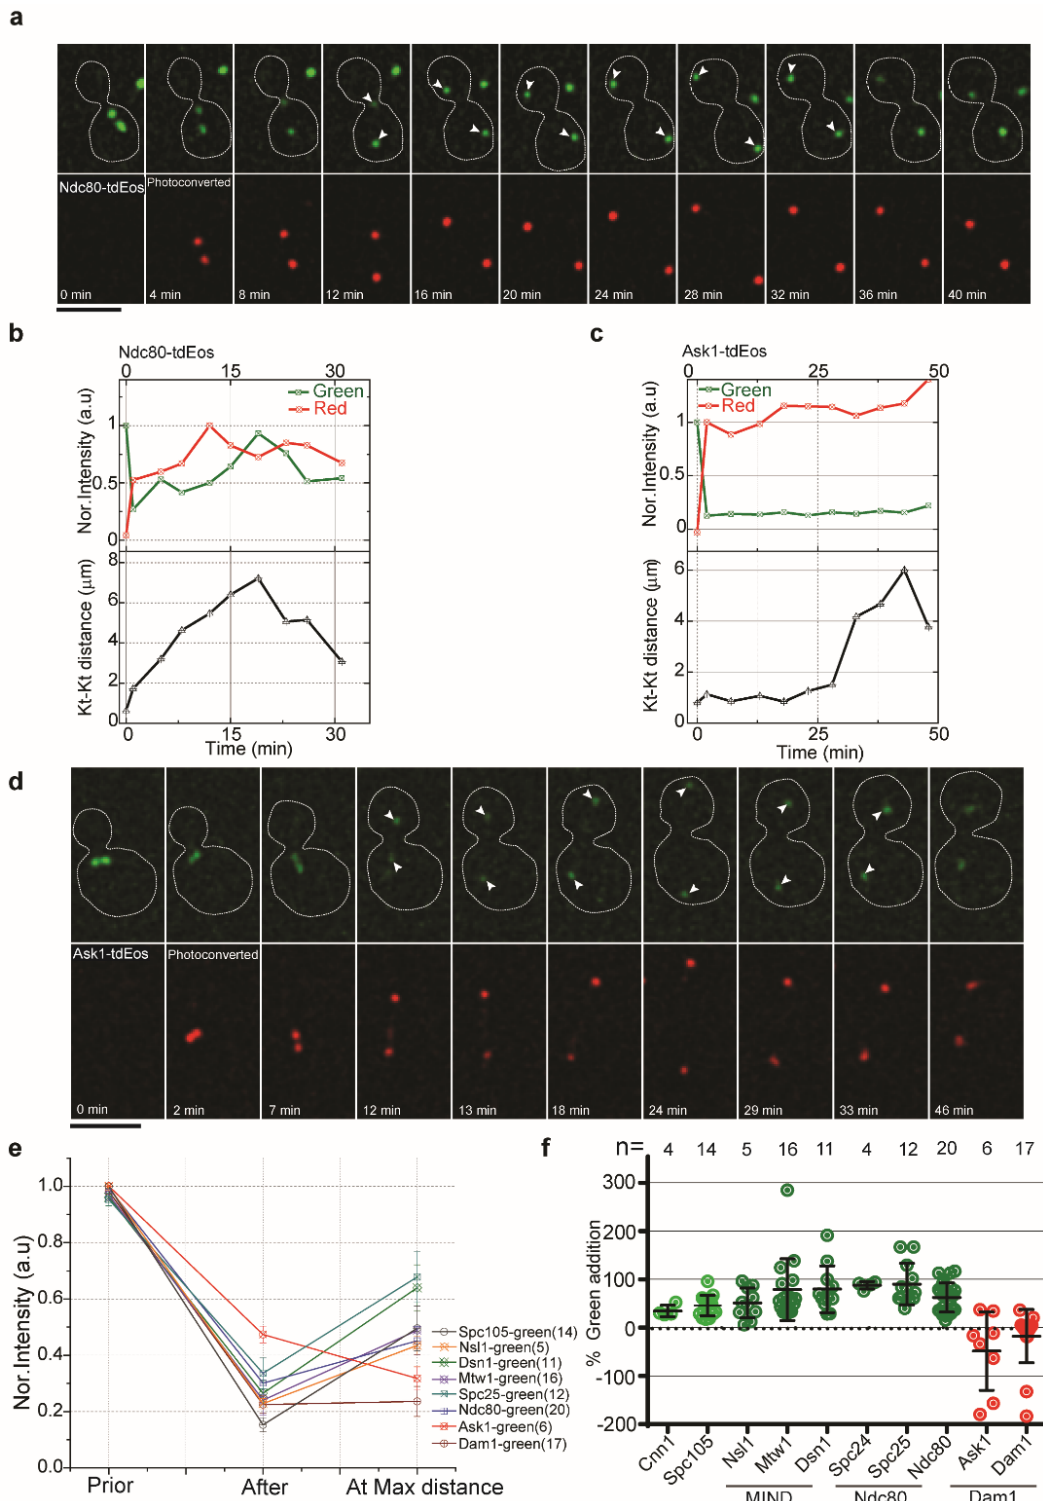 a
Ndc80-tdEos
Photoconverted
0 min
4 min
8 min
12 min
16 min
20 min
24 min
28 min
32 min
36 min
40 min
b
Ndc80-tdEos
0 15 30
Green
Red
Nor.Intensity (a.u)
1
0.5
0
Kt-Kt distance (μm)
8
6
4
2
0
0 15 30
Time (min)
c
Ask1-tdEos
0 25 50
Green
Red
Nor.Intensity (a.u)
1
0.5
0
Kt-Kt distance (μm)
6
4
2
0
0 25 50
Time (min)
d
Ask1-tdEos
Photoconverted
0 min
2 min
7 min
12 min
13 min
18 min
24 min
29 min
33 min
46 min
e
Nor.Intensity (a.u)
1.0
0.8
0.6
0.4
0.2
0.0
Prior After At Max distance
Spc105-green(14)
Nsl1-green(5)
Dsn1-green(11)
Mtw1-green(16)
Spc25-green(12)
Ndc80-green(20)
Ask1-green(6)
Dam1-green(17)
f
n= 4 14 5 16 11 4 12 20 6 17
% Green addition
300
200
100
0
-100
-200
Cnn1 Spc105 Nsl1 Mtw1 Dsn1 Spc24 Spc25 Ndc80 Ask1 Dam1
MIND Ndc80 Dam1